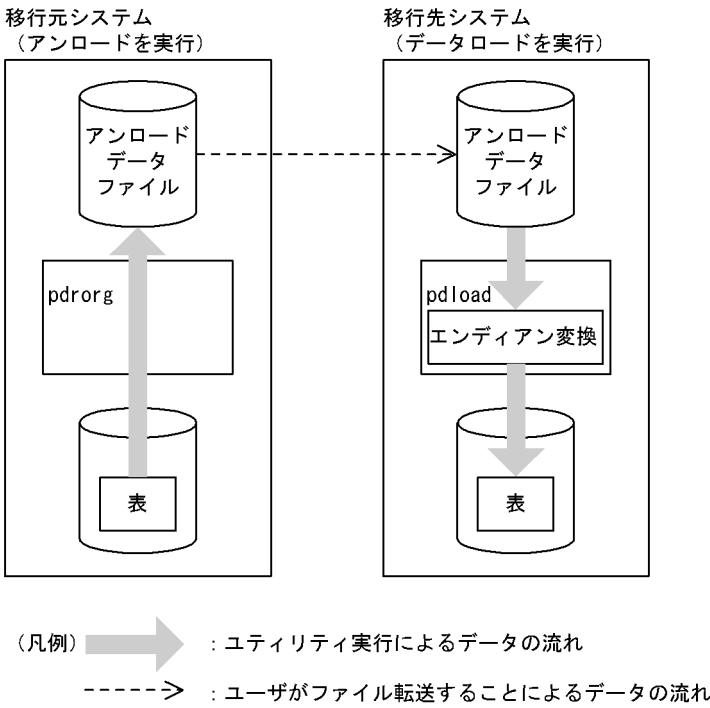 移行元システム
（アンロードを実行）
アンロード
データ
ファイル
pdrorg
表
移行先システム
（データロードを実行）
アンロード
データ
ファイル
pdload
エンディアン変換
表
（凡例）
：ユティリティ実行によるデータの流れ
：ユーザがファイル転送することによるデータの流れ